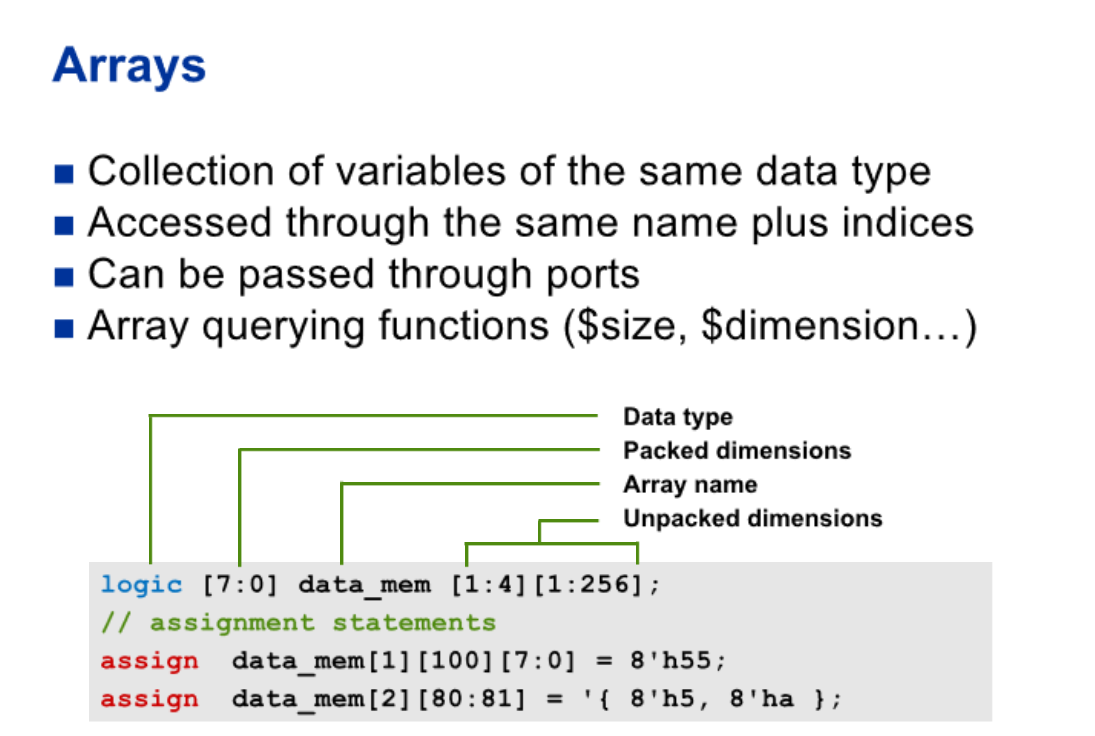 Arrays
Collection of variables of the same data type
Accessed through the same name plus indices
Can be passed through ports
Array querying functions ($size, $dimension…)
Data type
Packed dimensions
Array name
Unpacked dimensions
logic [7:0] data_mem [1:4][1:256];
// assignment statements
assign  data_mem[1][100][7:0] = 8'h55;
assign  data_mem[2][80:81] = '{ 8'h5, 8'ha };